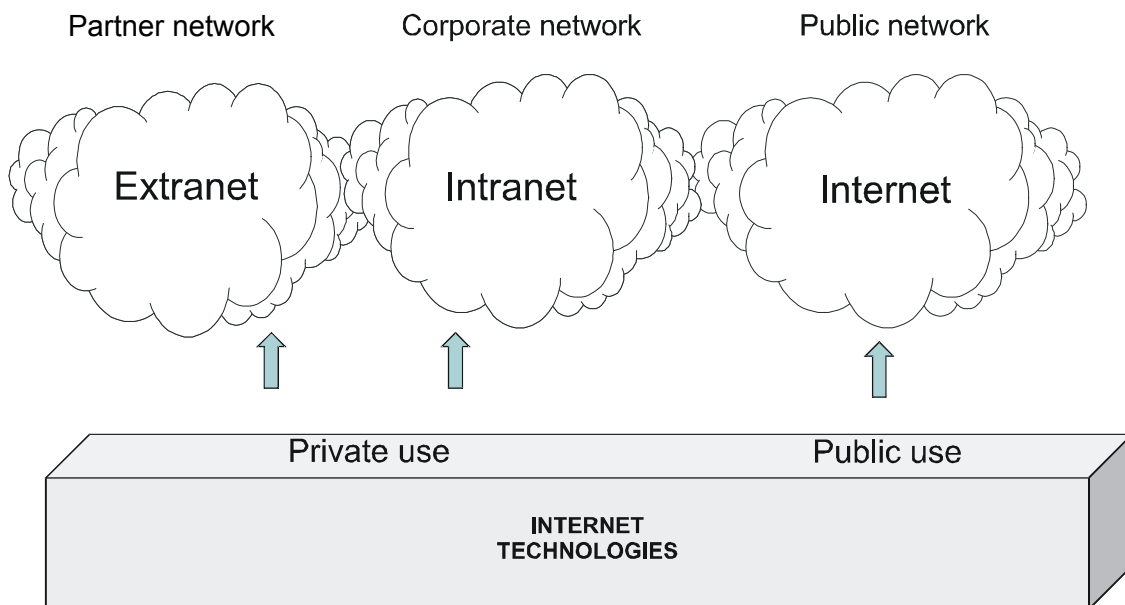 Partner network
Corporate network
Public network
Extranet
Intranet
Internet
Private use
Public use
INTERNET
TECHNOLOGIES